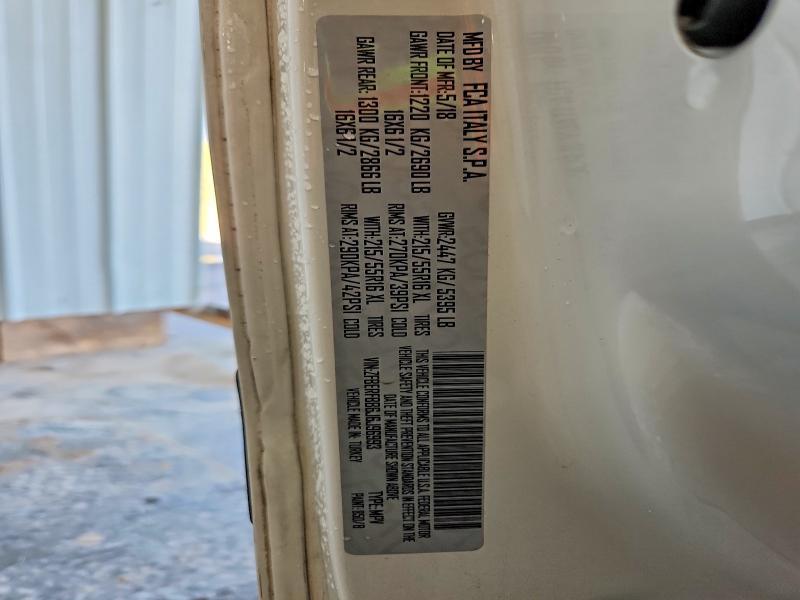 MFD BY FCA ITALY S.P.A.
DATE OF MFR:5/18 GVWR:2447 KG/ 5395 LB
GAWR FRONT:1220 KG/2690 LB WITH:215/55R16 XL TIRES
16X6 1/2 RIMS AT:270KPA/39PSI COLD
GAWR REAR: 1300 KG/2866 LB WITH:215/55R16 XL TIRES
16X6 1/2 RIMS AT:290KPA/42PSI COLD
THIS VEHICLE CONFORMS TO ALL APPLICABLE U.S.A. FEDERAL MOTOR
VEHICLE SAFETY AND THEFT PREVENTION STANDARDS IN EFFECT ON THE
DATE OF MANUFACTURE SHOWN ABOVE
TYPE:MPV
VEHICLE MADE IN: TURKEY